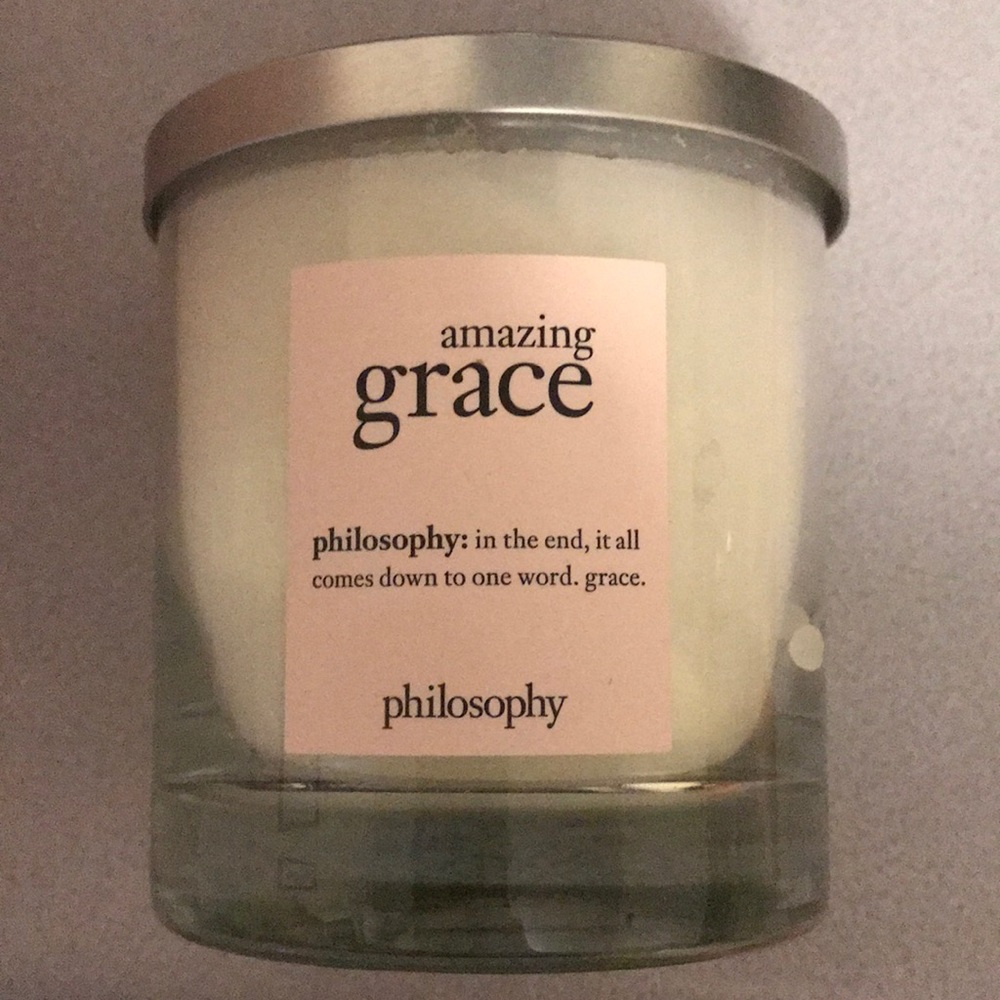 amazing
grace
philosophy: in the end, it all
comes down to one word. grace.
philosophy